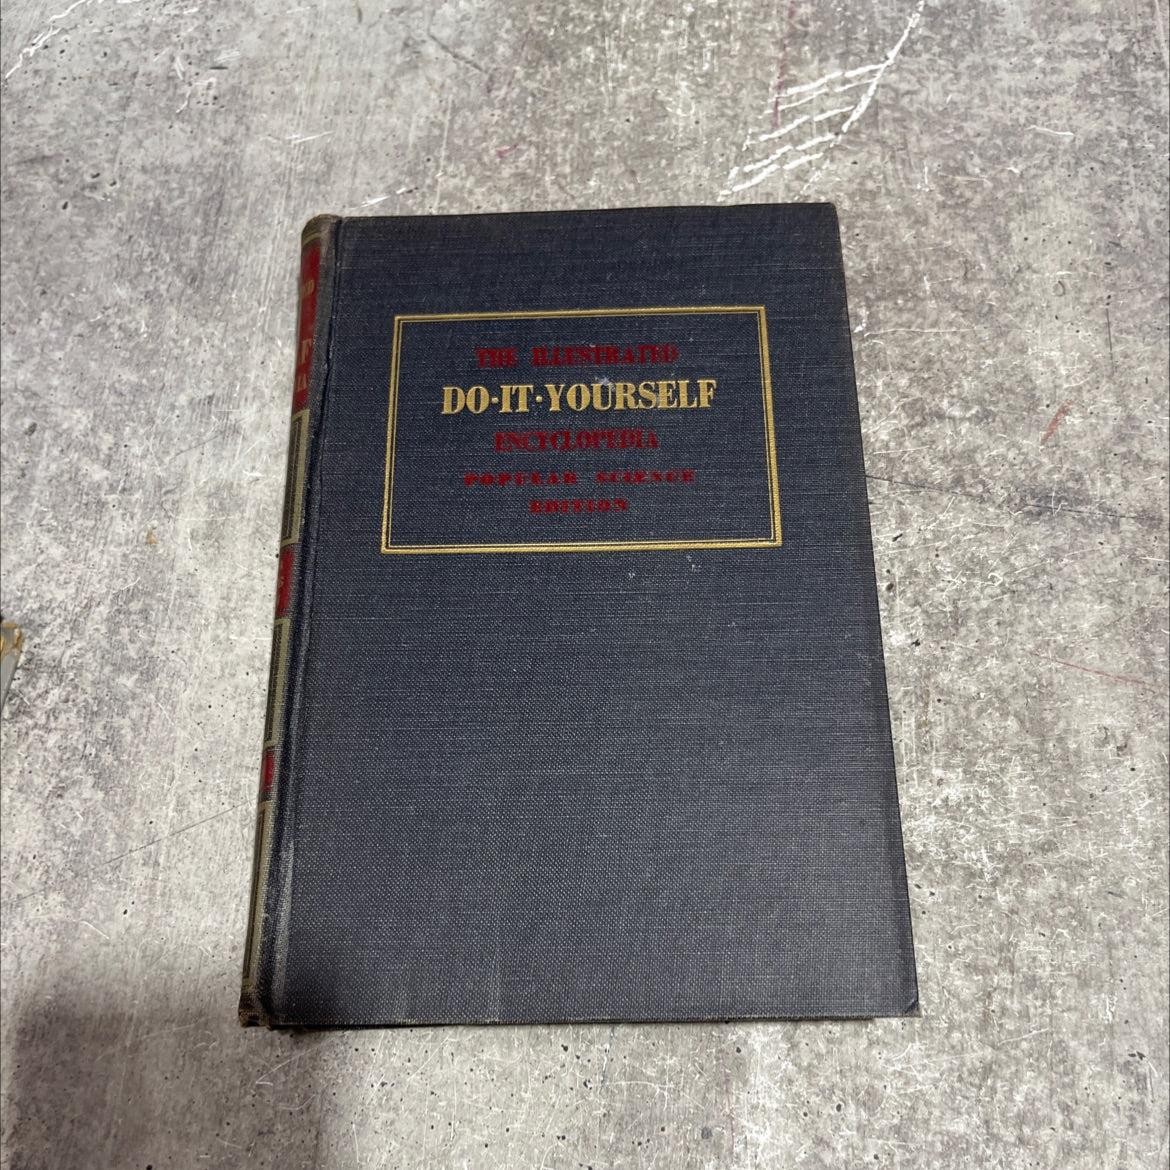 THE ILLUSTRATED
DO·IT·YOURSELF
ENCYCLOPEDIA
POPULAR SCIENCE
EDITION